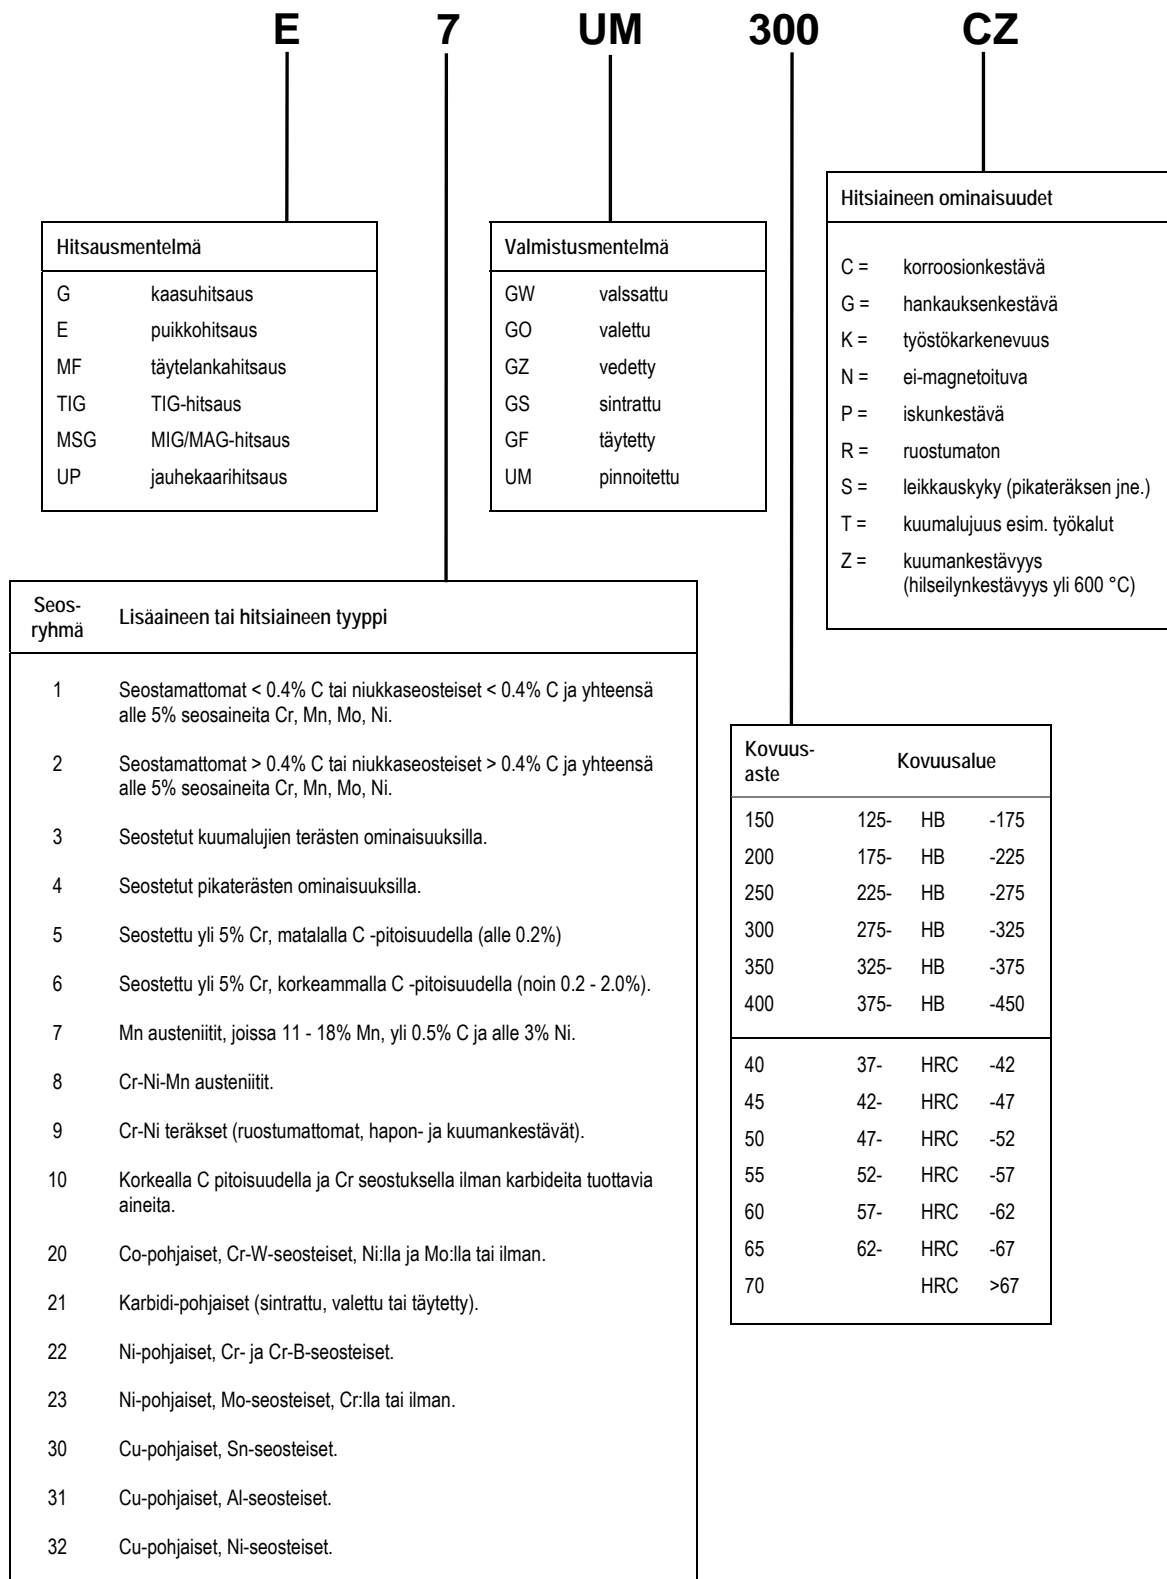 E 7 UM 300 CZ
Hitsausmentelmä
G kaasuhitsaus
E puikkohitsaus
MF täytelankahitsaus
TIG TIG-hitsaus
MSG MIG/MAG-hitsaus
UP jauhekaarihitsaus
Valmistusmentelmä
GW valssattu
GO valettu
GZ vedetty
GS sintrattu
GF täytetty
UM pinnoitettu
Hitsiaineen ominaisuudet
C = korroosionkestävä
G = hankauksenkestävä
K = työstökarkenevuus
N = ei-magnetoituva
P = iskunkestävä
R = ruostumaton
S = leikkauskyky (pikateräksen jne.)
T = kuumalujuus esim. työkalut
Z = kuumankestävyys
(hilseilynkestävyys yli 600 °C)
Seos-
ryhmä Lisäaineen tai hitsiaineen tyyppi
1 Seostamattomat < 0.4% C tai niukkaseosteiset < 0.4% C ja yhteensä
alle 5% seosaineita Cr, Mn, Mo, Ni.
2 Seostamattomat > 0.4% C tai niukkaseosteiset > 0.4% C ja yhteensä
alle 5% seosaineita Cr, Mn, Mo, Ni.
3 Seostetut kuumalujien terästen ominaisuuksilla.
4 Seostetut pikaterästen ominaisuuksilla.
5 Seostettu yli 5% Cr, matalalla C -pitoisuudella (alle 0.2%)
6 Seostettu yli 5% Cr, korkeammalla C -pitoisuudella (noin 0.2 - 2.0%).
7 Mn austeniitit, joissa 11 - 18% Mn, yli 0.5% C ja alle 3% Ni.
8 Cr-Ni-Mn austeniitit.
9 Cr-Ni teräkset (ruostumattomat, hapon- ja kuumankestävät).
10 Korkealla C pitoisuudella ja Cr seostuksella ilman karbideita tuottavia
aineita.
20 Co-pohjaiset, Cr-W-seosteiset, Ni:lla ja Mo:lla tai ilman.
21 Karbidi-pohjaiset (sintrattu, valettu tai täytetty).
22 Ni-pohjaiset, Cr- ja Cr-B-seosteiset.
23 Ni-pohjaiset, Mo-seosteiset, Cr:lla tai ilman.
30 Cu-pohjaiset, Sn-seosteiset.
31 Cu-pohjaiset, Al-seosteiset.
32 Cu-pohjaiset, Ni-seosteiset.
Kovuus-
aste Kovuusalue
150 125- HB -175
200 175- HB -225
250 225- HB -275
300 275- HB -325
350 325- HB -375
400 375- HB -450
40 37- HRC -42
45 42- HRC -47
50 47- HRC -52
55 52- HRC -57
60 57- HRC -62
65 62- HRC -67
70 HRC >67